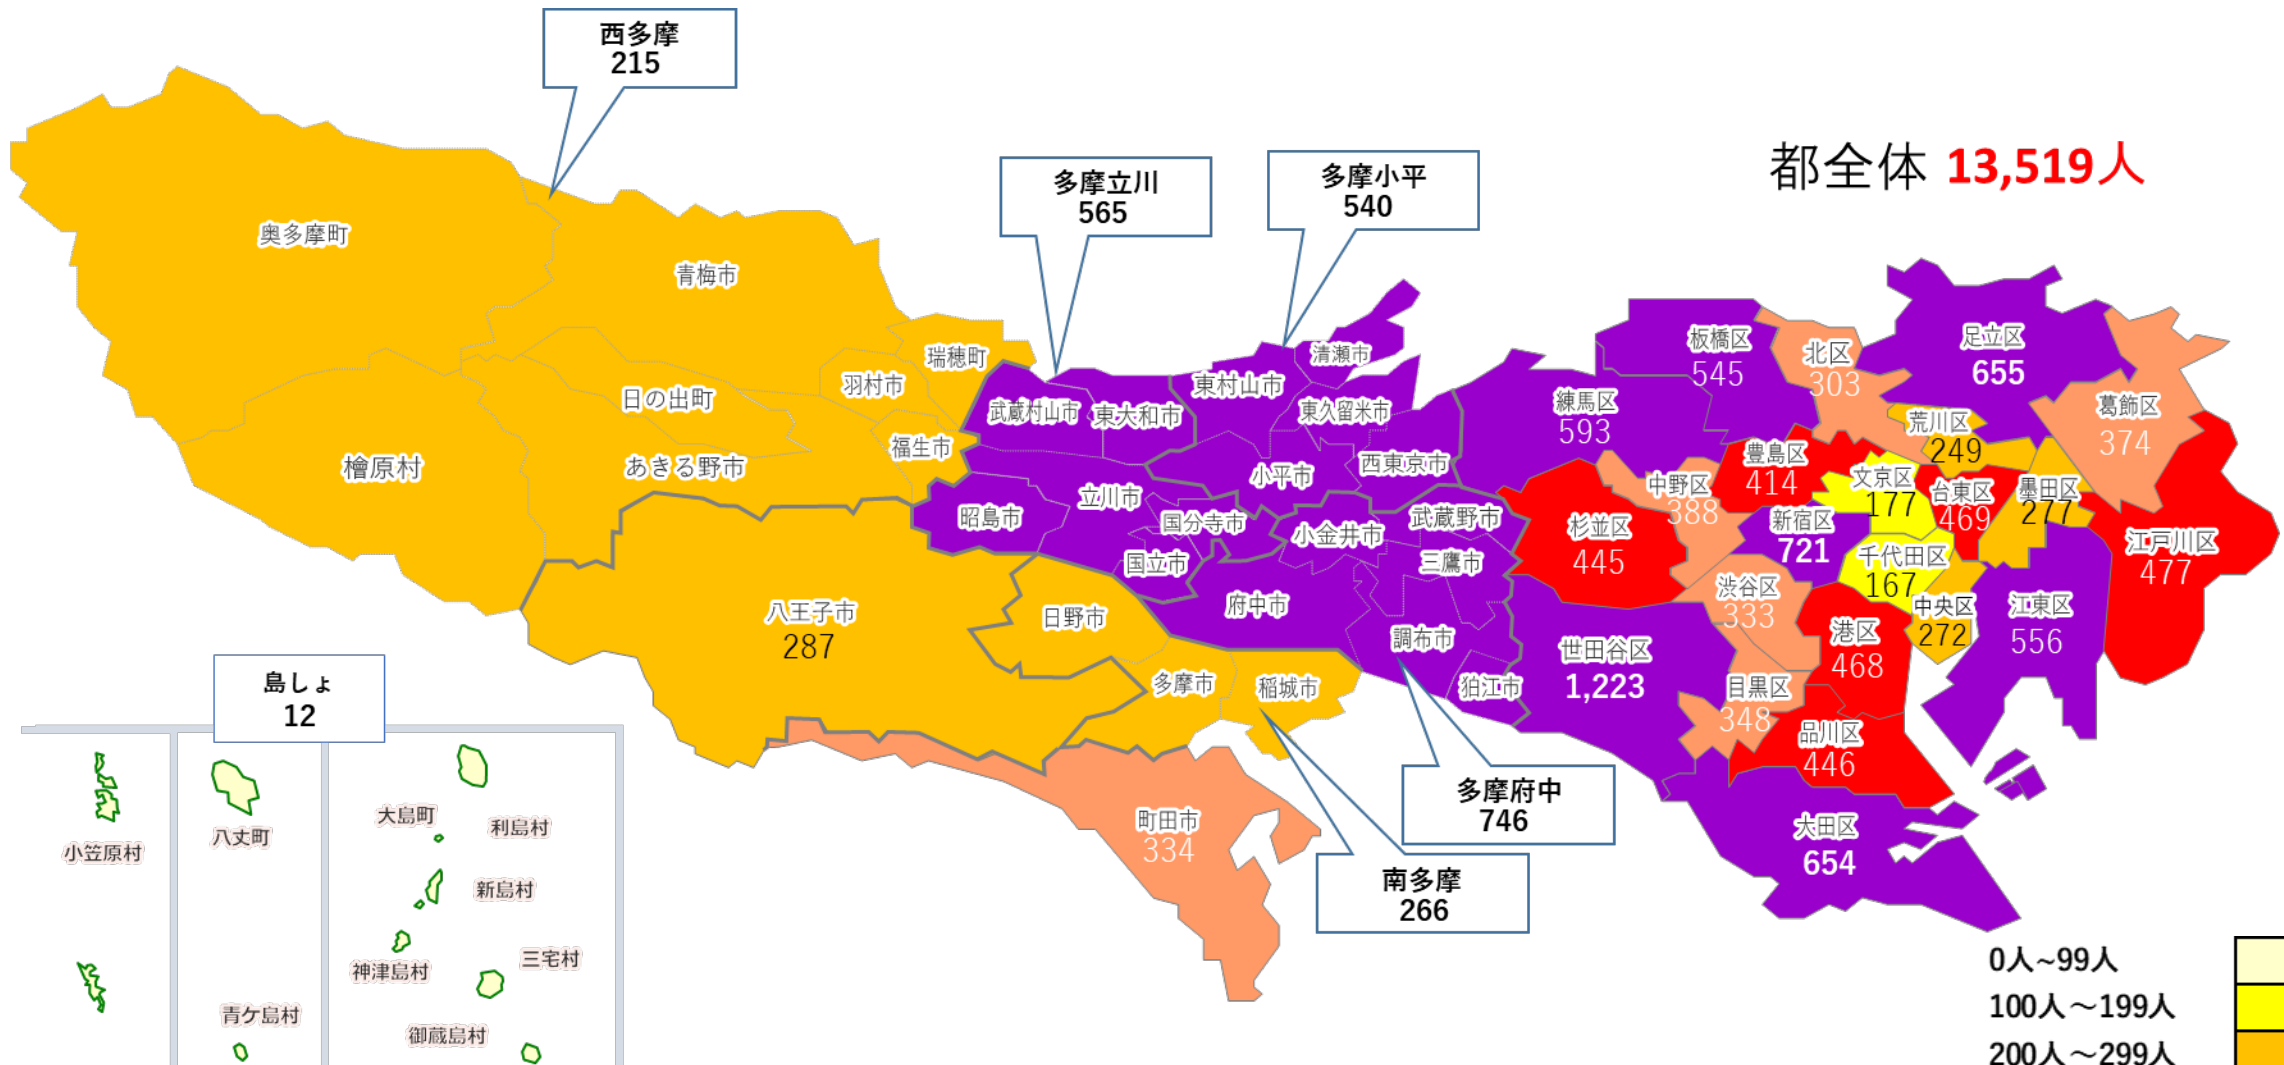 西多摩
215
多摩立川
565
多摩小平
540
都全体 13,519人
奥多摩町
青梅市
瑞穂町
羽村市
日の出町
福生市
あきる野市
檜原村
武蔵村山市
東大和市
東村山市
清瀬市
東久留米市
小平市
西東京市
立川市
昭島市
国分寺市
国立市
小金井市
武蔵野市
三鷹市
府中市
調布市
狛江市
八王子市
287
日野市
多摩市
稲城市
町田市
334
多摩府中
746
南多摩
266
板橋区
545
北区
303
足立区
655
葛飾区
374
練馬区
593
荒川区
249
豊島区
414
文京区
177
台東区
469
墨田区
277
中野区
388
杉並区
445
新宿区
721
千代田区
167
江戸川区
477
渋谷区
333
中央区
272
江東区
556
港区
468
世田谷区
1,223
目黒区
348
品川区
446
大田区
654
島しょ
12
小笠原村
八丈町
青ケ島村
大島町
利島村
新島村
神津島村
三宅村
御蔵島村
0人~99人
100人～199人
200人～299人